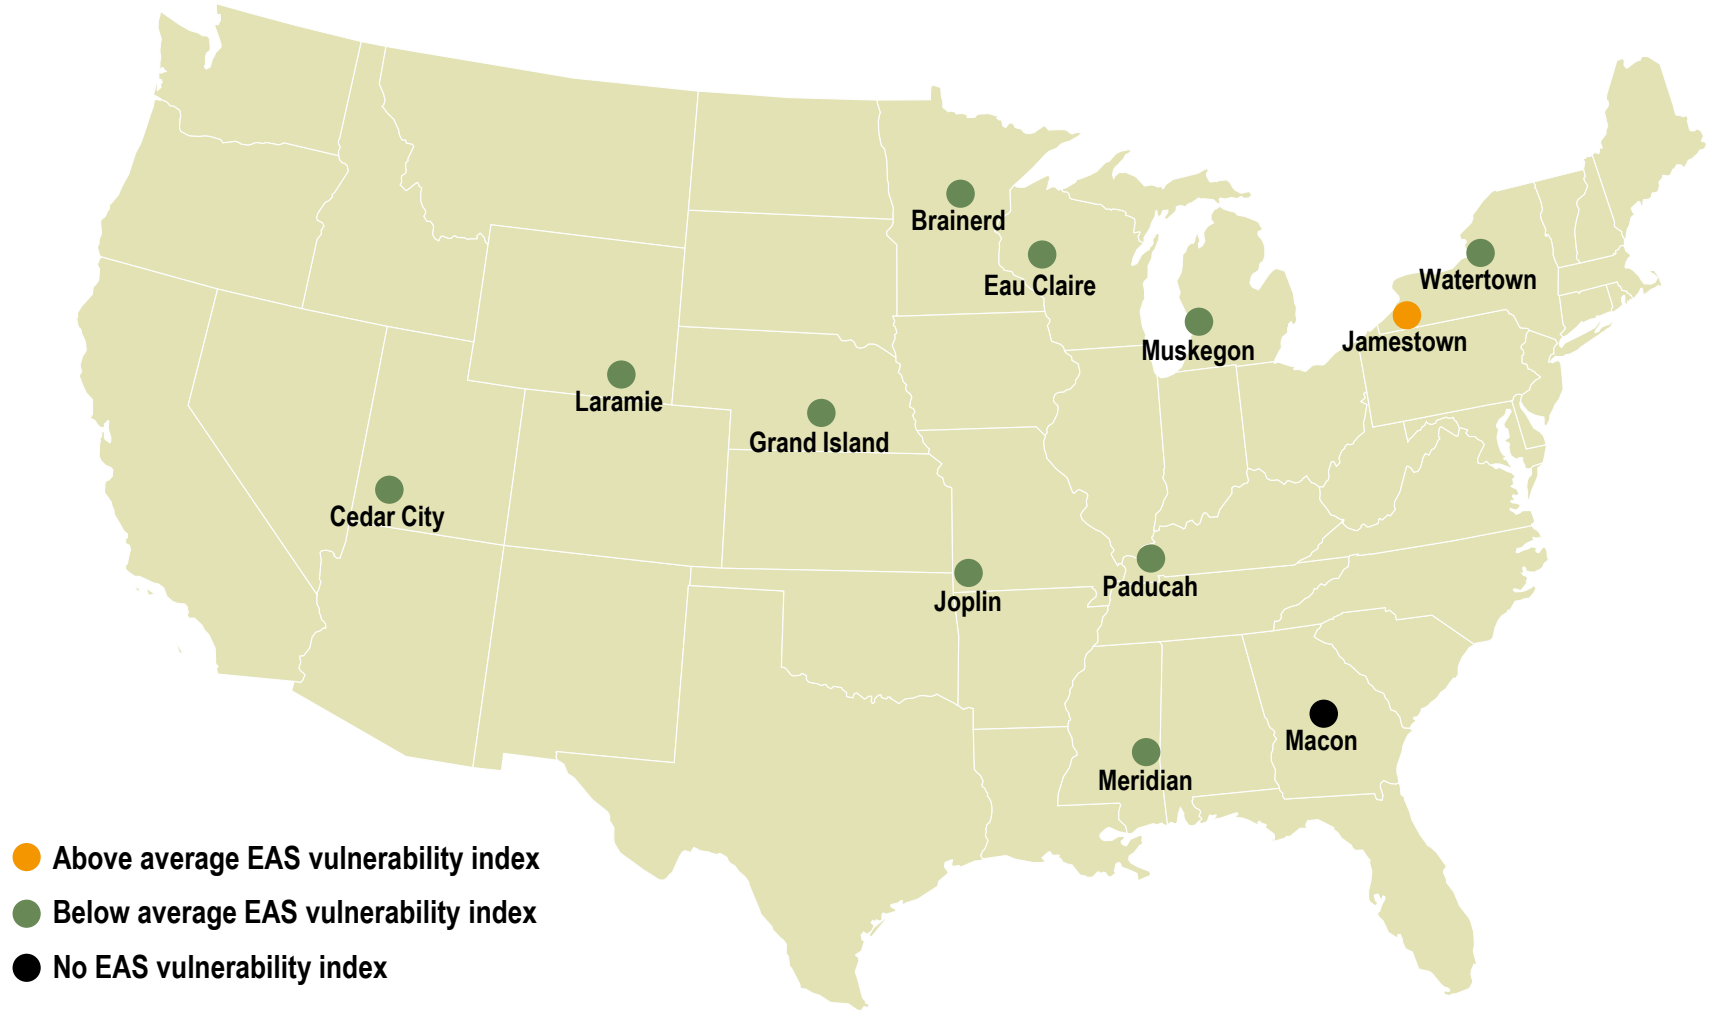 Brainerd
Eau Claire
Watertown
Muskegon
Jamestown
Laramie
Grand Island
Cedar City
Joplin
Paducah
Macon
Meridian
Above average EAS vulnerability index
Below average EAS vulnerability index
No EAS vulnerability index